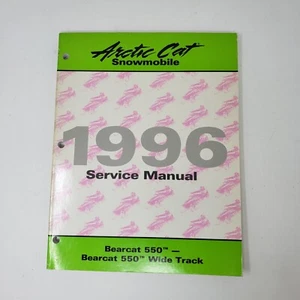 Arctic Cat
Snowmobile
1996
Service Manual
Bearcat 550™ —
Bearcat 550™ Wide Track